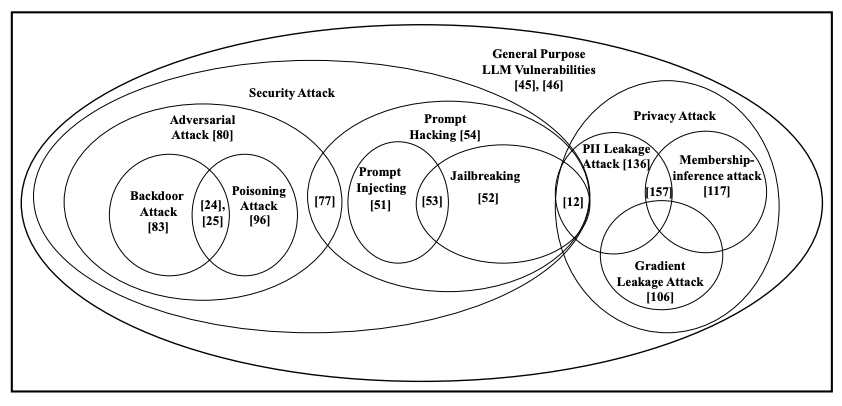 General Purpose
LLM Vulnerabilities
[45], [46]
Security Attack
Adversarial
Attack [80]
Backdoor
Attack
[83]
[24],
[25]
Poisoning
Attack
[96]
[77]
Prompt
Hacking [54]
Prompt
Injecting
[51]
[53]
Jailbreaking
[52]
[12]
Privacy Attack
PII Leakage
Attack [136]
[157]
Membership-
inference attack
[117]
Gradient
Leakage Attack
[106]